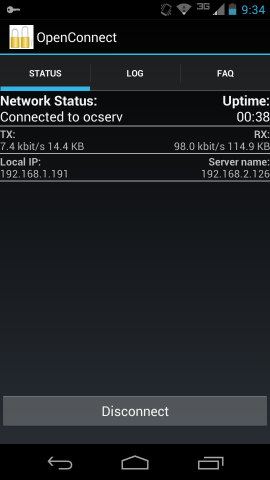 3G 9:34
OpenConnect
STATUS LOG FAQ
Network Status: Uptime:
Connected to ocserv 00:38
TX: RX:
7.4 kbit/s 14.4 KB 98.0 kbit/s 114.9 KB
Local IP: Server name:
192.168.1.191 192.168.2.126
Disconnect